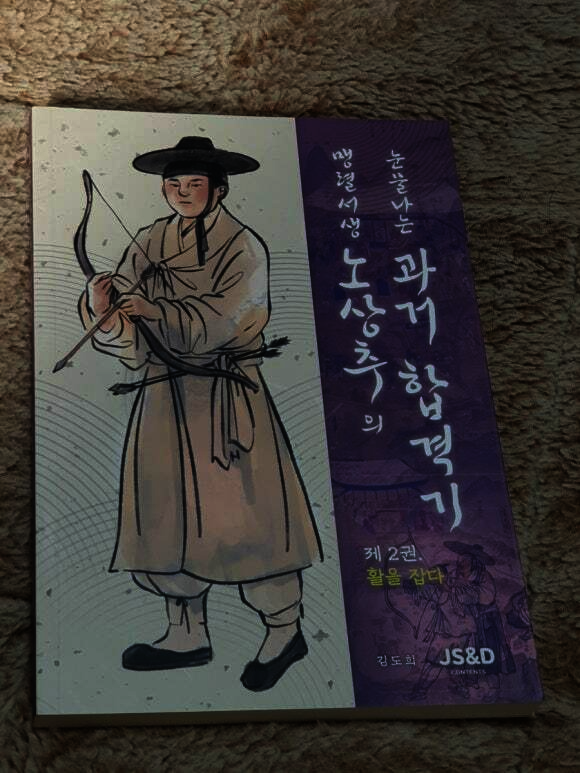 맹렬서생 노상추의
눈물나는 과거 합격기
제 2권.
활을 잡다
김도희
JS&D
CONTENTS